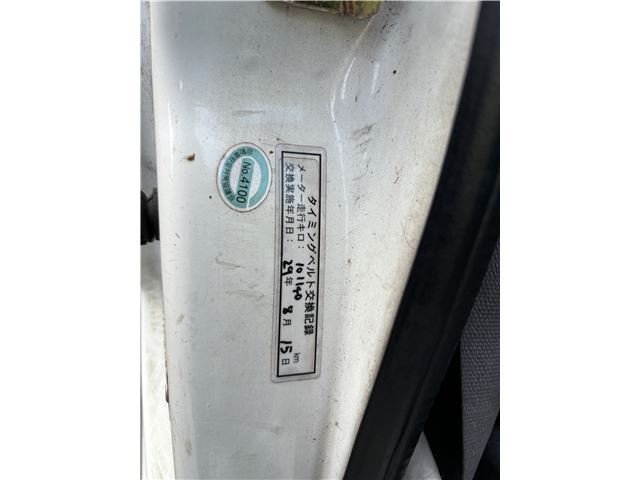 タイミングベルト交換記録
メーター走行キロ： 101140 km
交換実施年月日： 29年 8月 15日
No.4100